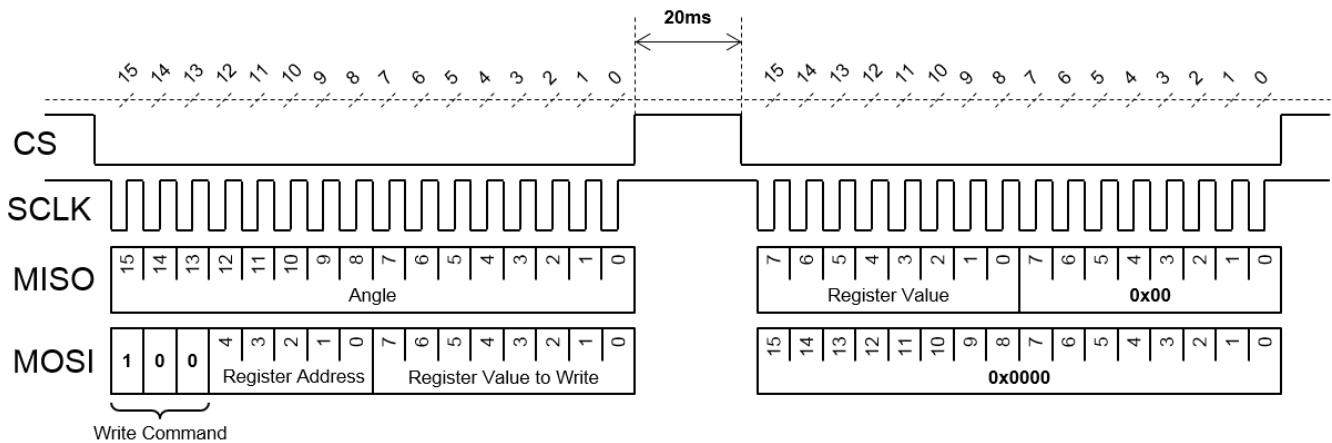 20ms
15 14 13 12 11 10 9 8 7 6 5 4 3 2 1 0 15 14 13 12 11 10 9 8 7 6 5 4 3 2 1 0
CS
SCLK
MISO 15 14 13 12 11 10 9 8 7 6 5 4 3 2 1 0 7 6 5 4 3 2 1 0 7 6 5 4 3 2 1 0
Angle Register Value 0x00
MOSI 1 0 0 4 3 2 1 0 7 6 5 4 3 2 1 0 15 14 13 12 11 10 9 8 7 6 5 4 3 2 1 0
Register Address Register Value to Write 0x0000
Write Command